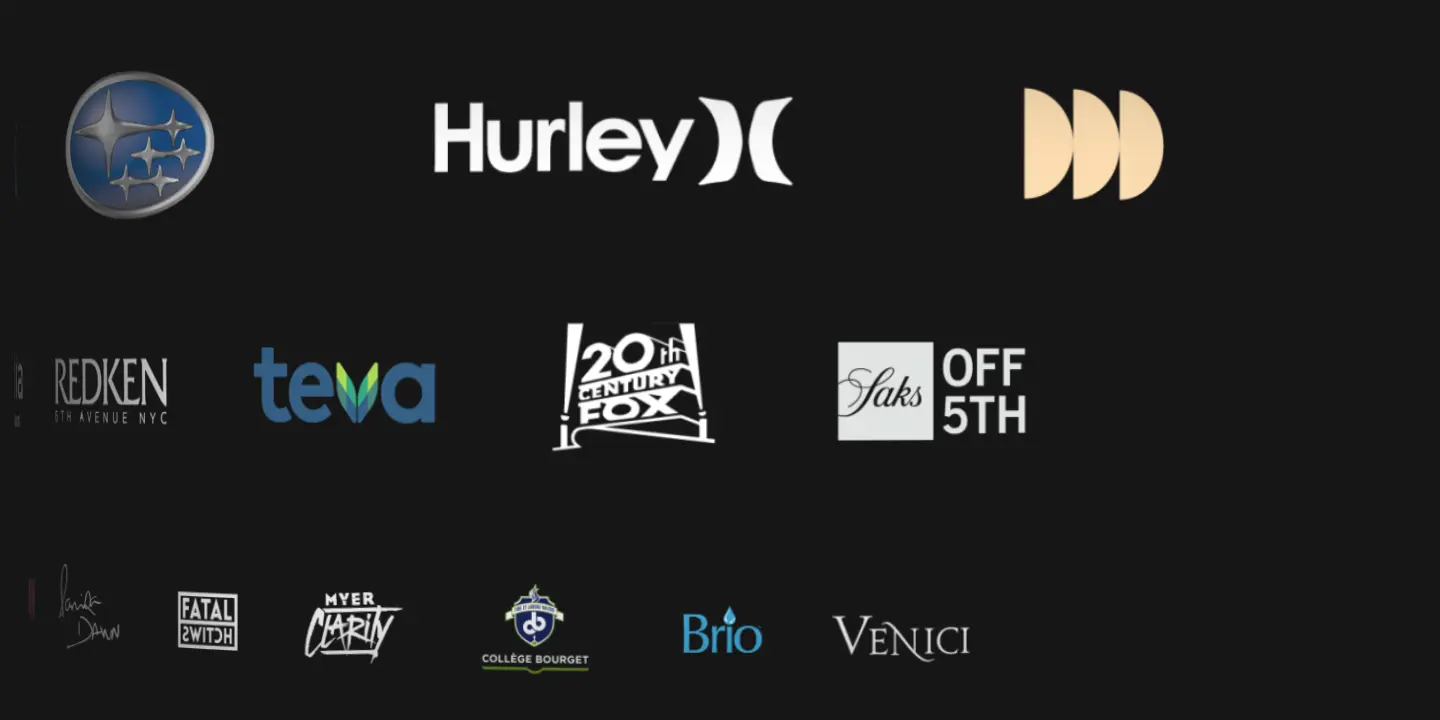 Hurley
REDKEN
5TH AVENUE NYC
teva
20th
CENTURY
FOX
Saks
OFF
5TH
DAWN
FATAL
SWITCH
MYER
CLARITY
COLLÈGE BOURGET
Brio
VENICI